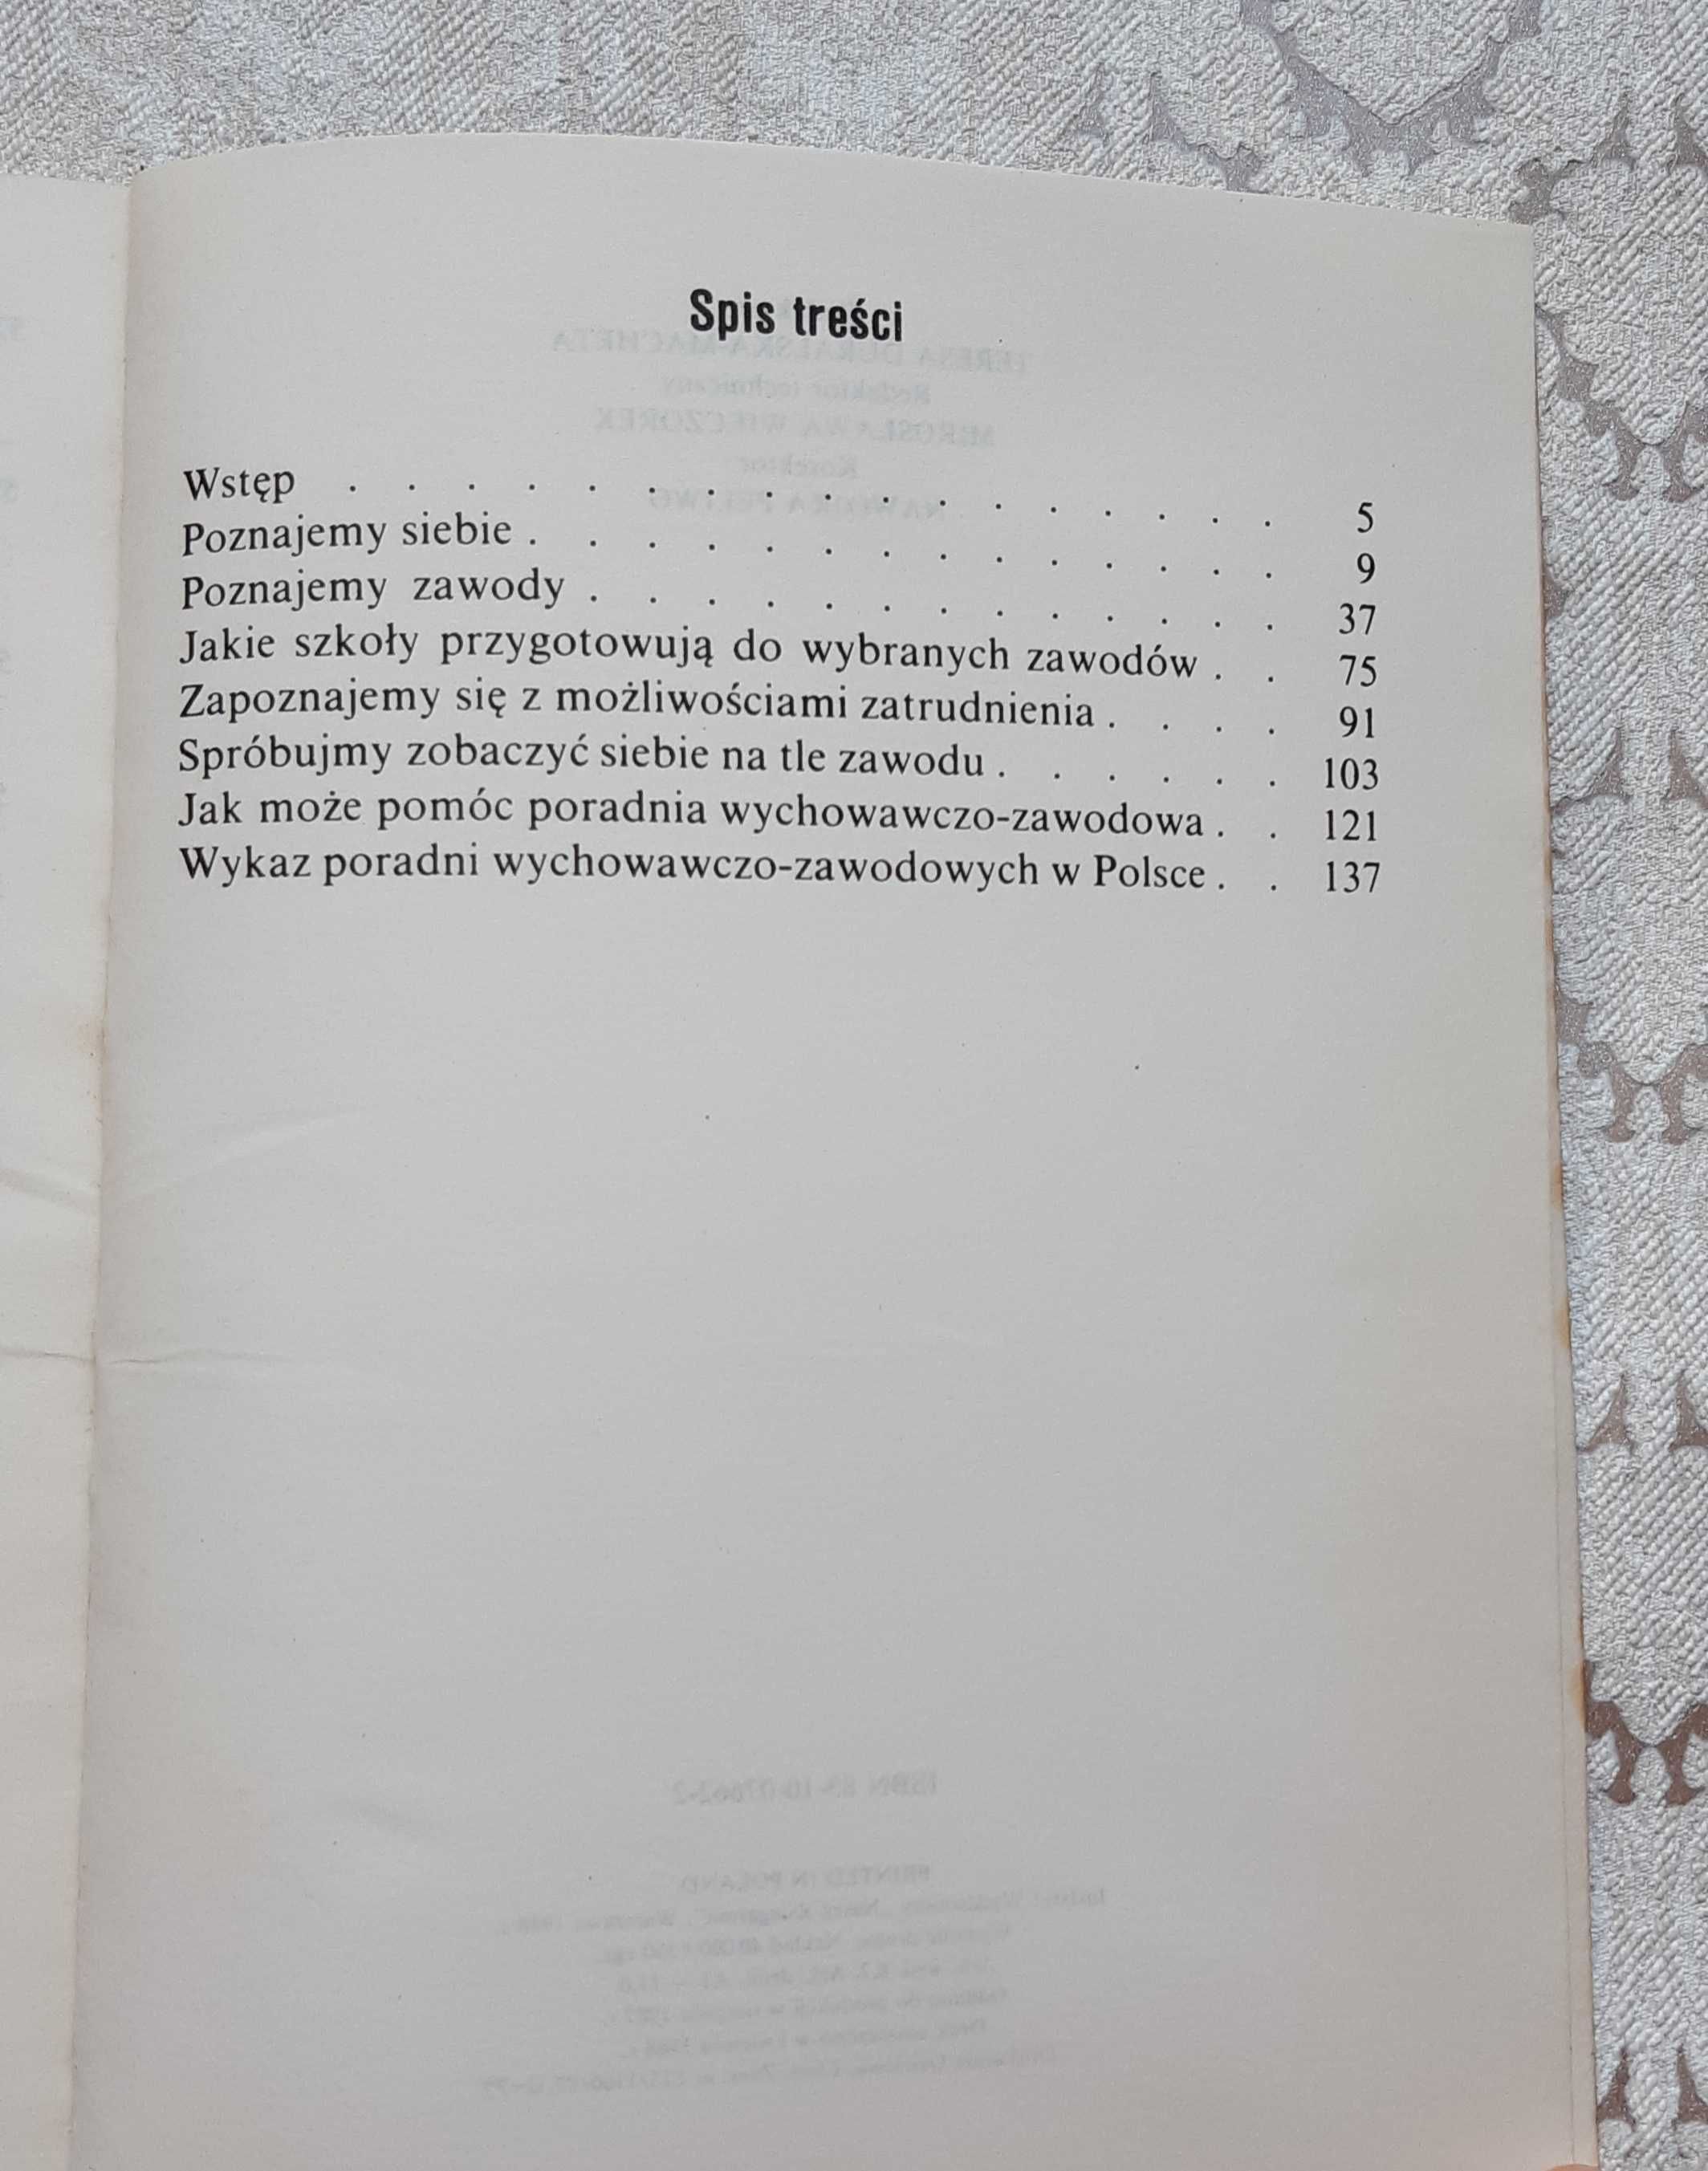 Spis treści
Wstęp . . . . . . . . . . . . . . . . . 5
Poznajemy siebie . . . . . . . . . . . . . . 9
Poznajemy zawody . . . . . . . . . . . . . 37
Jakie szkoły przygotowują do wybranych zawodów . . 75
Zapoznajemy się z możliwościami zatrudnienia . . . . 91
Spróbujmy zobaczyć siebie na tle zawodu . . . . . . 103
Jak może pomóc poradnia wychowawczo-zawodowa . . 121
Wykaz poradni wychowawczo-zawodowych w Polsce . . 137